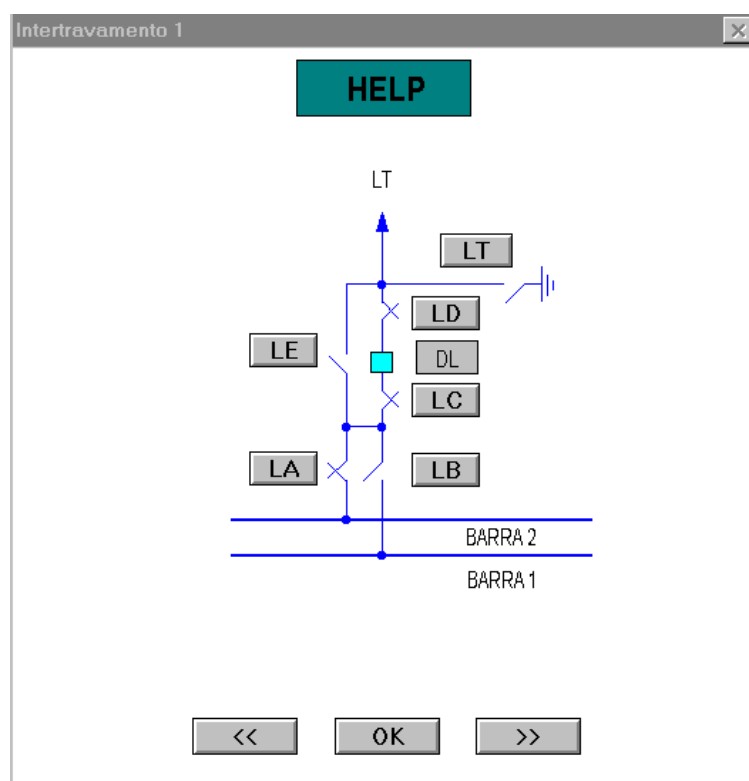 Intertravamento 1
HELP
LT
LT
LD
LE
DL
LC
LA
LB
BARRA 2
BARRA 1
<<
OK
>>